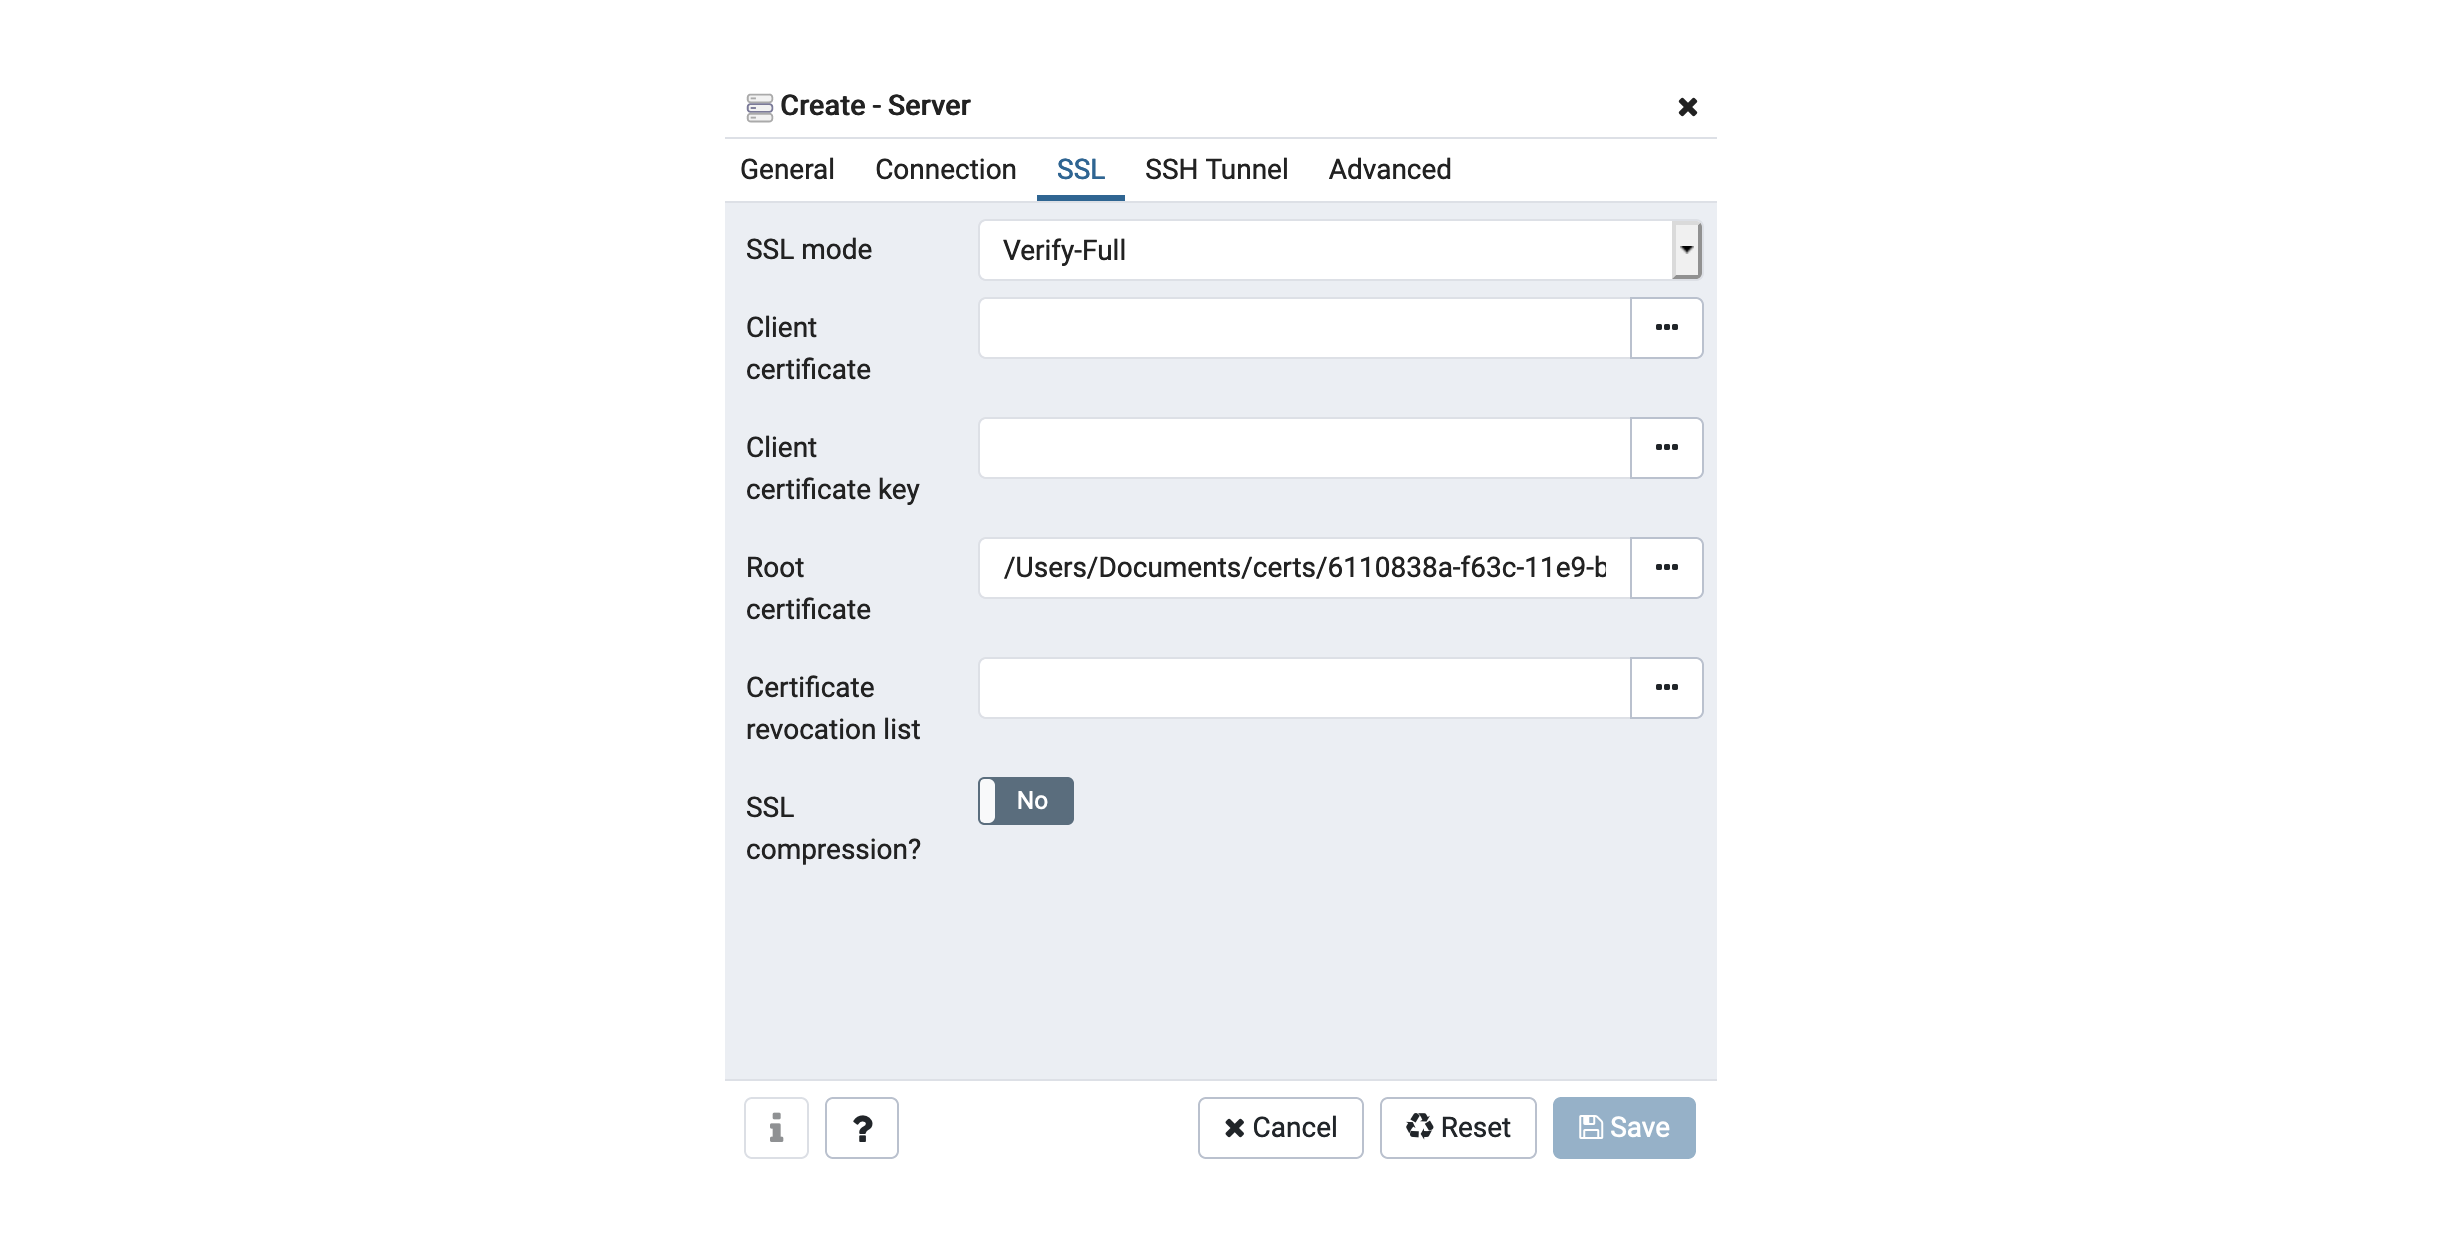 Create - Server
General Connection SSL SSH Tunnel Advanced
SSL mode
Verify-Full
Client
certificate
Client
certificate key
Root
certificate
/Users/Documents/certs/6110838a-f63c-11e9-b
Certificate
revocation list
SSL
compression?
No
? Cancel Reset Save